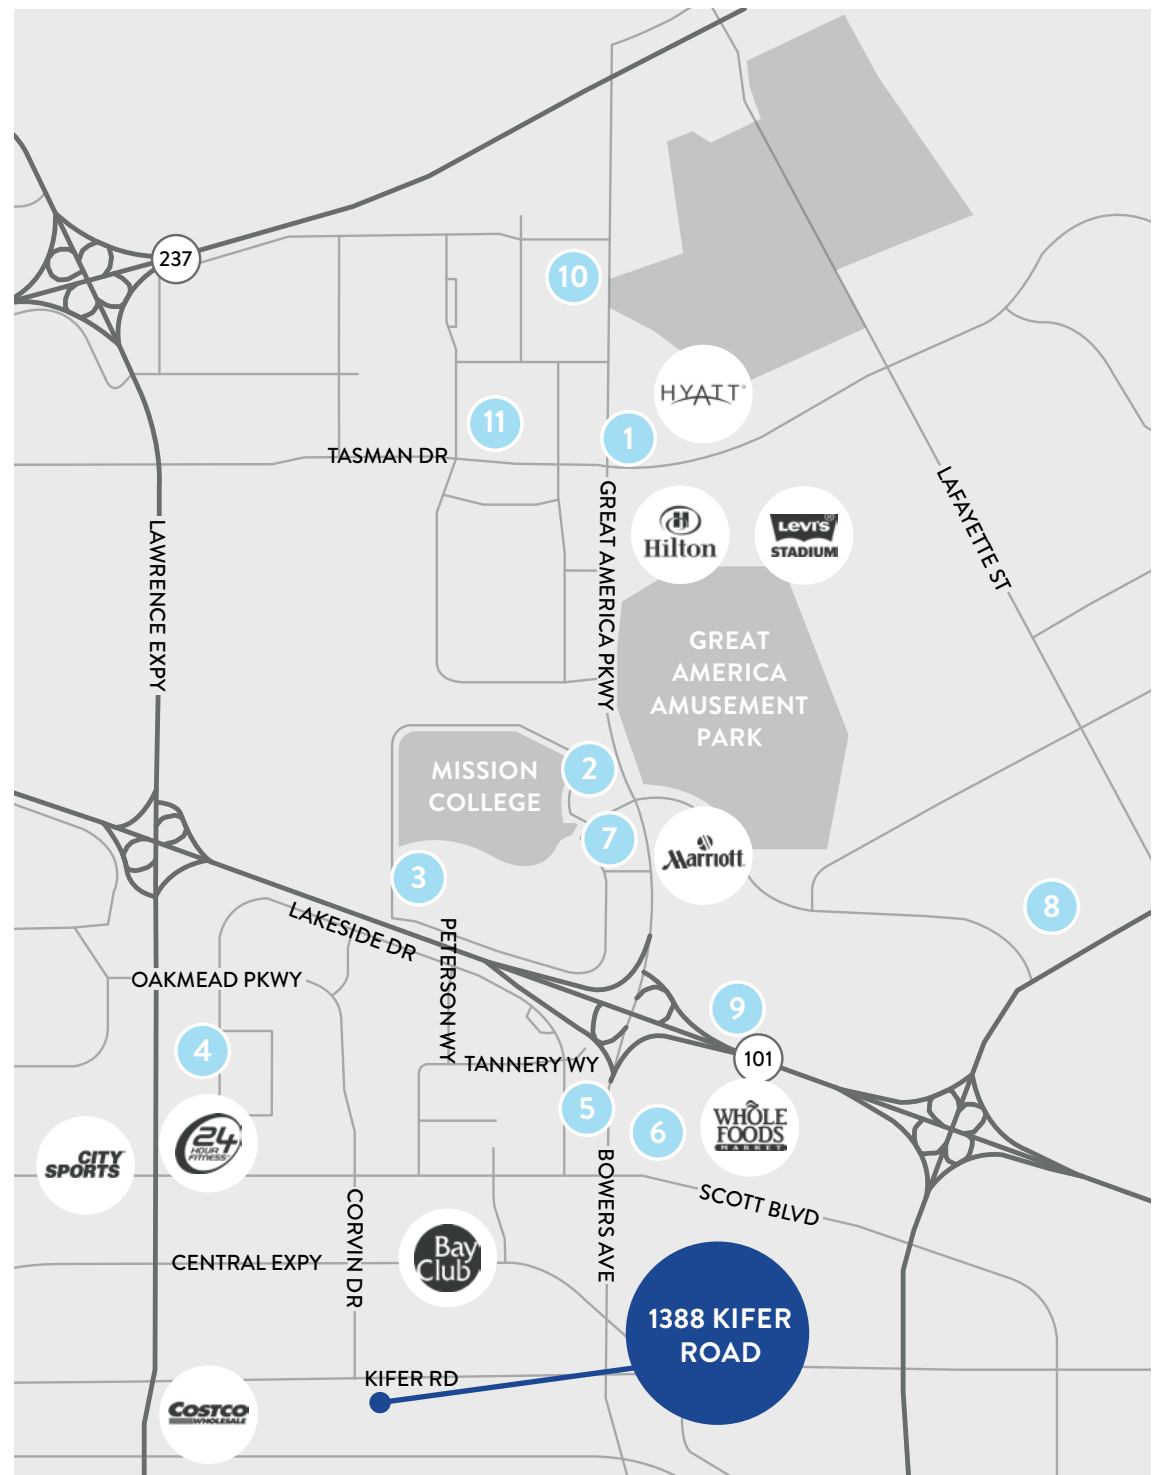 237
10
HYATT
11
1
TASMAN DR
LAFAYETTE ST
GREAT AMERICA PKWY
Hilton
LEVI'S
STADIUM
LAWRENCE EXPY
GREAT
AMERICA
AMUSEMENT
PARK
MISSION
COLLEGE
2
7
Marriott
3
8
LAKESIDE DR
PETERSON WY
OAKMEAD PKWY
9
4
TANNERY WY
101
5
6
WHOLE
FOODS
MARKET
24
HOUR
FITNESS
CITY
SPORTS
BOWERS AVE
SCOTT BLVD
CORVIN DR
Bay
Club
CENTRAL EXPY
1388 KIFER
ROAD
KIFER RD
COSTCO
WHOLESALE